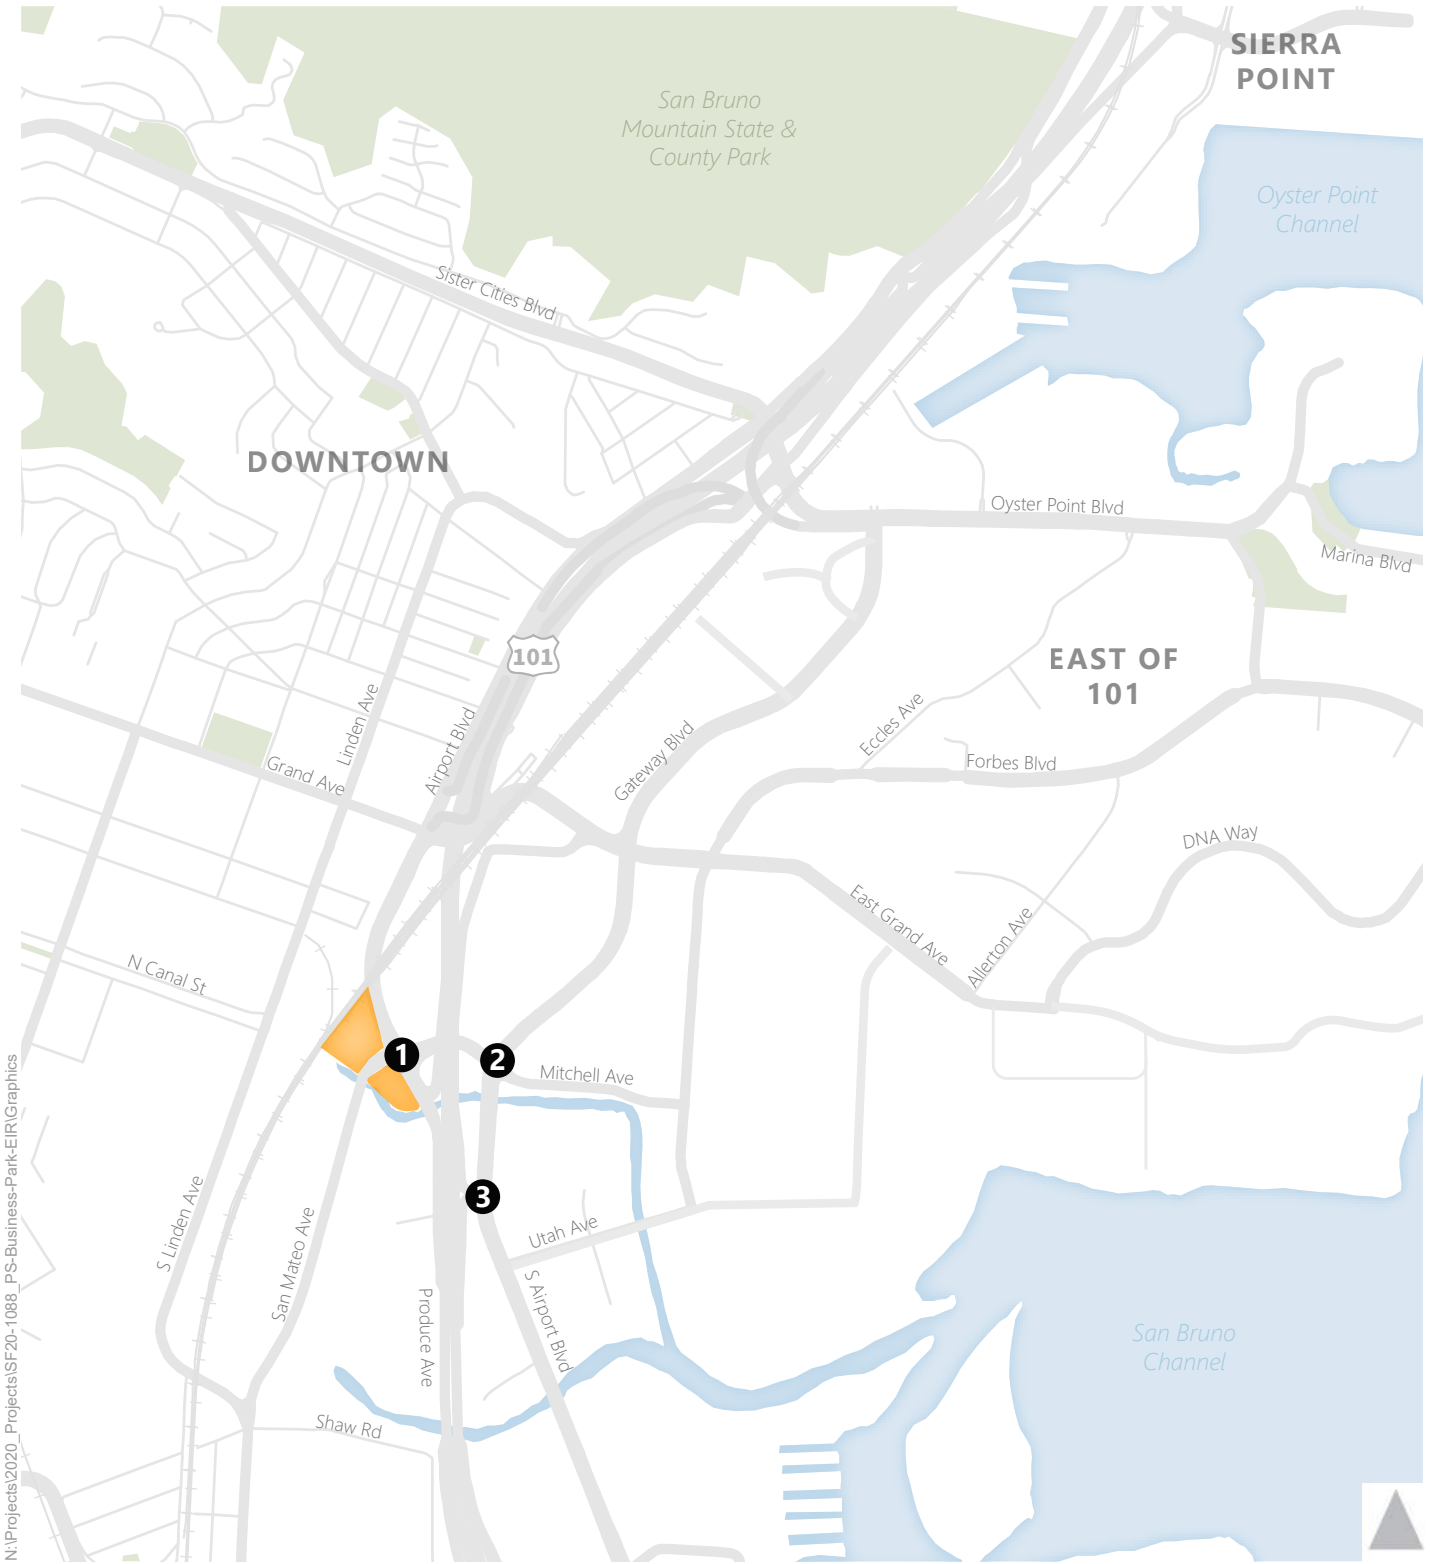 SIERRA
POINT
San Bruno
Mountain State &
County Park
Oyster Point
Channel
Sister Cities Blvd
DOWNTOWN
Oyster Point Blvd
Marina Blvd
101
EAST OF
101
Linden Ave
Airport Blvd
Gateway Blvd
Eccles Ave
Forbes Blvd
Grand Ave
DNA Way
East Grand Ave
Allerton Ave
N Canal St
1
2
Mitchell Ave
3
S Linden Ave
San Mateo Ave
Utah Ave
Produce Ave
S Airport Blvd
San Bruno
Channel
Shaw Rd
N:\Projects\2020_Projects\SF20-1088_PS-Business-Park-EIR\Graphics